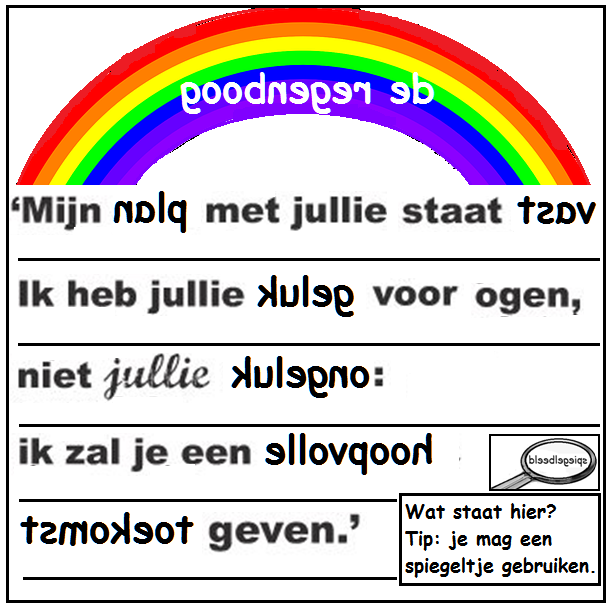 de regenboog
‘Mijn plan met jullie staat vast
Ik heb jullie geluk voor ogen,
niet jullie ongeluk:
ik zal je een hoopvolle
spiegelbeeld
toekomst geven.’
Wat staat hier?
Tip: je mag een
spiegeltje gebruiken.